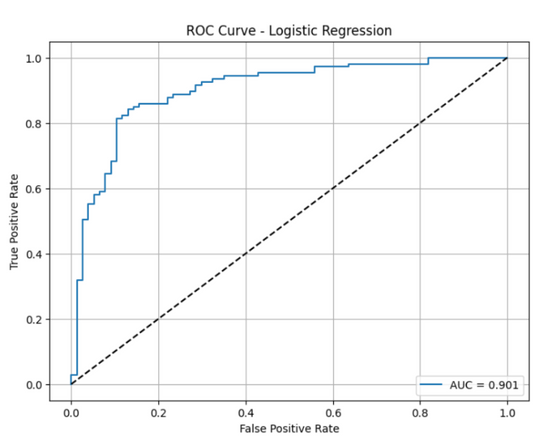 ROC Curve - Logistic Regression
1.0
0.8
0.6
0.4
0.2
0.0
True Positive Rate
AUC = 0.901
0.0 0.2 0.4 0.6 0.8 1.0
False Positive Rate